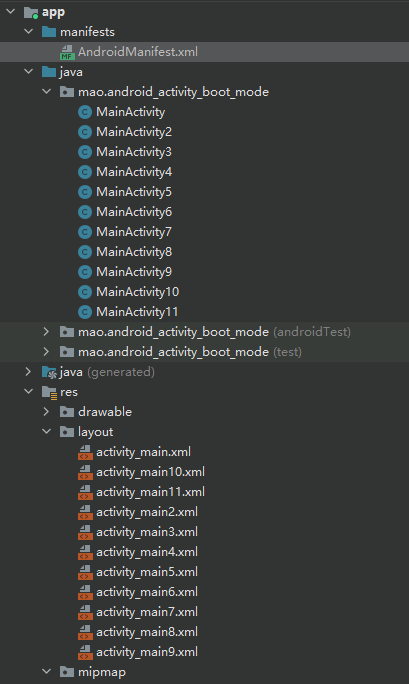 app
manifests
AndroidManifest.xml
java
mao.android_activity_boot_mode
MainActivity
MainActivity2
MainActivity3
MainActivity4
MainActivity5
MainActivity6
MainActivity7
MainActivity8
MainActivity9
MainActivity10
MainActivity11
mao.android_activity_boot_mode (androidTest)
mao.android_activity_boot_mode (test)
java (generated)
res
drawable
layout
activity_main.xml
activity_main10.xml
activity_main11.xml
activity_main2.xml
activity_main3.xml
activity_main4.xml
activity_main5.xml
activity_main6.xml
activity_main7.xml
activity_main8.xml
activity_main9.xml
mipmap